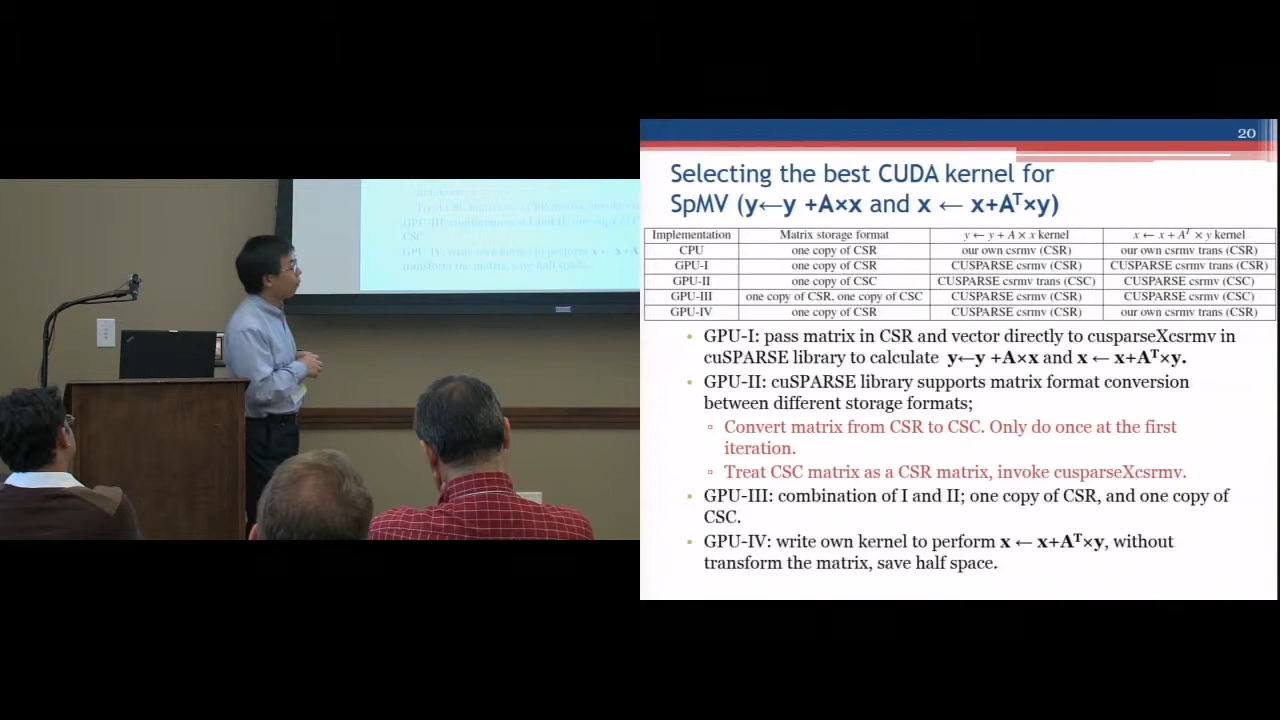 20
Selecting the best CUDA kernel for
SpMV (y←y +A×x and x ← x+Aᵀ×y)
Implementation Matrix storage format y ← y + A × x kernel x ← x + Aᵀ × y kernel
CPU one copy of CSR our own csrmv (CSR) our own csrmv trans (CSR)
GPU-I one copy of CSR CUSPARSE csrmv (CSR) CUSPARSE csrmv trans (CSR)
GPU-II one copy of CSC CUSPARSE csrmv trans (CSC) CUSPARSE csrmv (CSC)
GPU-III one copy of CSR, one copy of CSC CUSPARSE csrmv (CSR) CUSPARSE csrmv (CSC)
GPU-IV one copy of CSR CUSPARSE csrmv (CSR) our own csrmv trans (CSR)
• GPU-I: pass matrix in CSR and vector directly to cusparseXcsrmv in
cuSPARSE library to calculate y←y +A×x and x ← x+Aᵀ×y.
• GPU-II: cuSPARSE library supports matrix format conversion
between different storage formats;
▫ Convert matrix from CSR to CSC. Only do once at the first
iteration.
▫ Treat CSC matrix as a CSR matrix, invoke cusparseXcsrmv.
• GPU-III: combination of I and II; one copy of CSR, and one copy of
CSC.
• GPU-IV: write own kernel to perform x ← x+Aᵀ×y, without
transform the matrix, save half space.